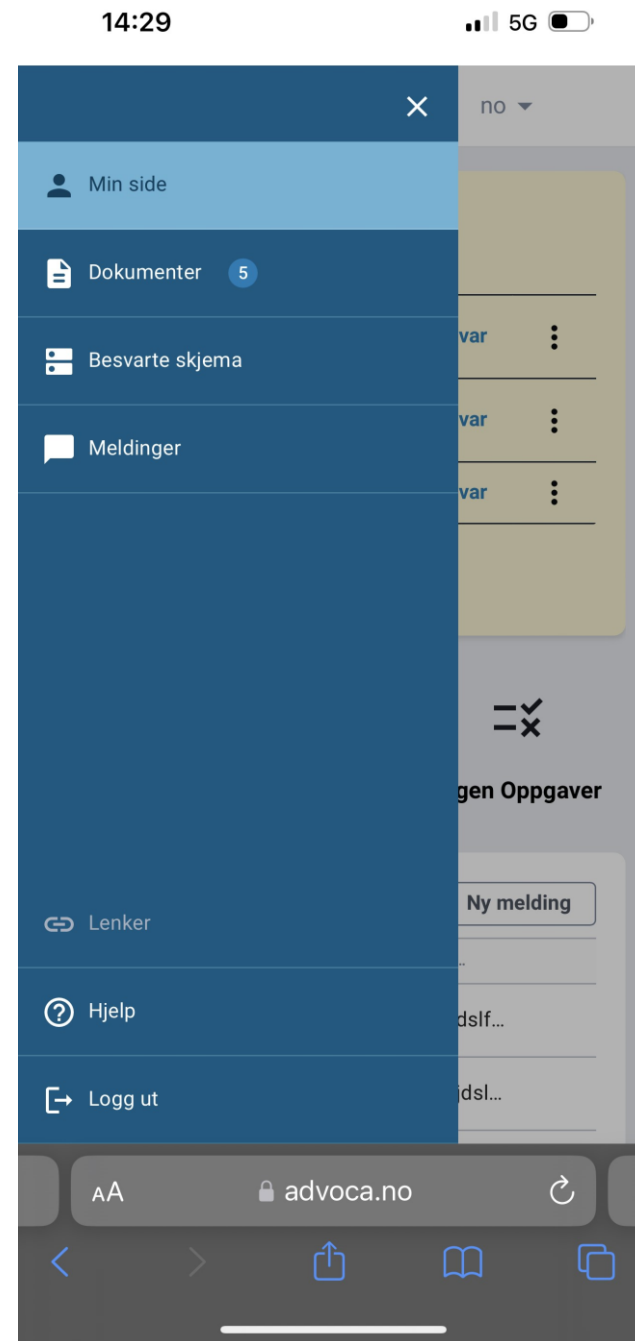 14:29
5G
no
Min side
Dokumenter 5
var
Besvarte skjema
var
Meldinger
var
gen Oppgaver
Ny melding
Lenker
..
Hjelp
dslf...
Logg ut
jdsl...
AA
advoca.no